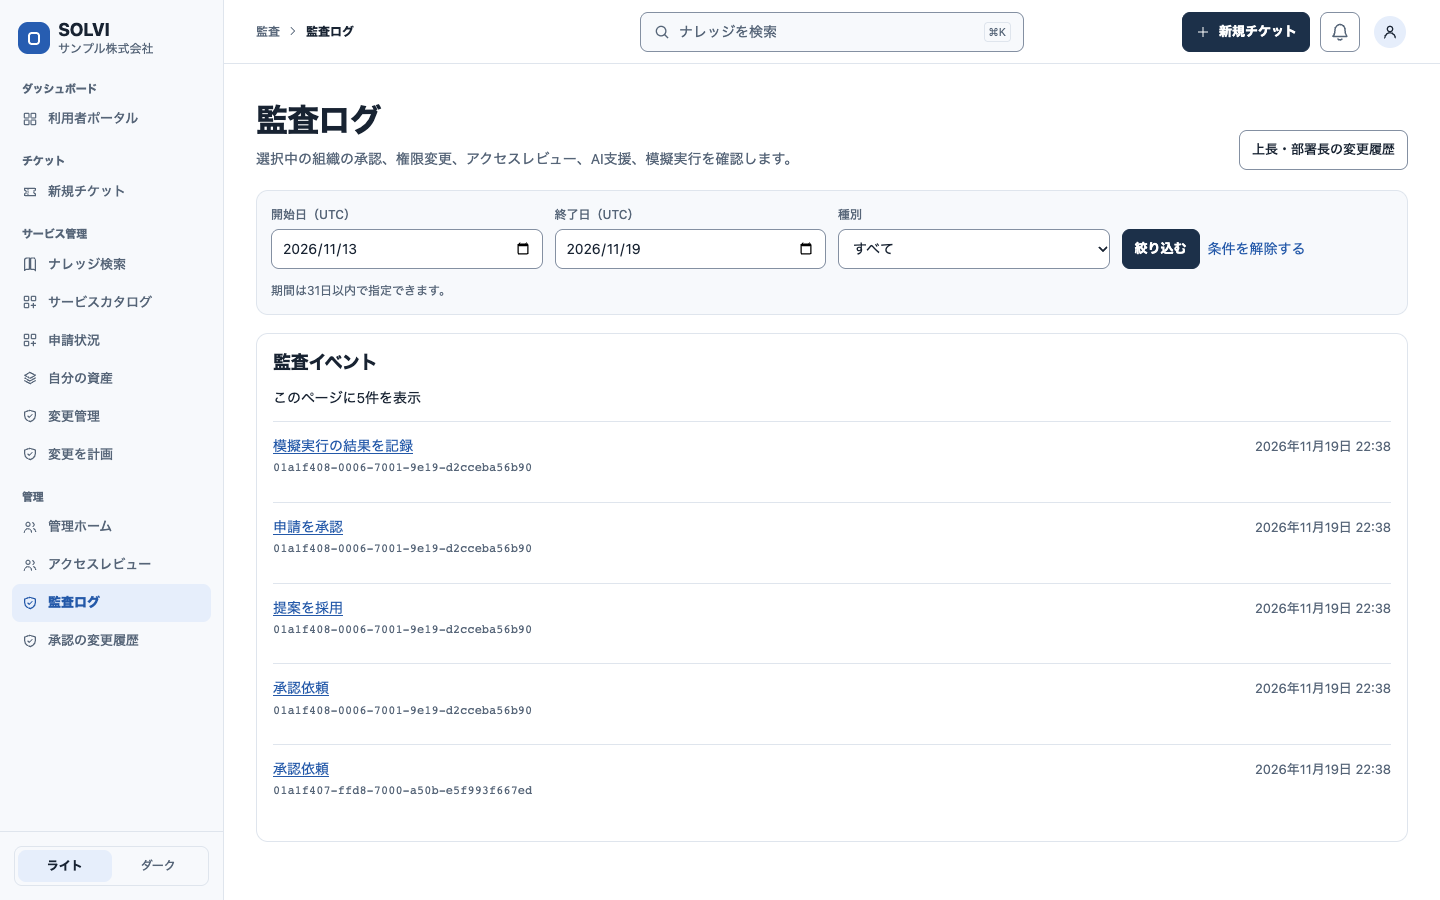 SOLVI
サンプル株式会社
ダッシュボード
利用者ポータル
チケット
新規チケット
サービス管理
ナレッジ検索
サービスカタログ
申請状況
自分の資産
変更管理
変更を計画
管理
管理ホーム
アクセスレビュー
監査ログ
承認の変更履歴
ライト
ダーク
監査 > 監査ログ
ナレッジを検索 ⌘K
+ 新規チケット
監査ログ
選択中の組織の承認、権限変更、アクセスレビュー、AI支援、模擬実行を確認します。
上長・部署長の変更履歴
開始日（UTC） 終了日（UTC） 種別
2026/11/13 2026/11/19 すべて 絞り込む 条件を解除する
期間は31日以内で指定できます。
監査イベント
このページに5件を表示
模擬実行の結果を記録 2026年11月19日 22:38
01a1f408-0006-7001-9e19-d2cceba56b90
申請を承認 2026年11月19日 22:38
01a1f408-0006-7001-9e19-d2cceba56b90
提案を採用 2026年11月19日 22:38
01a1f408-0006-7001-9e19-d2cceba56b90
承認依頼 2026年11月19日 22:38
01a1f408-0006-7001-9e19-d2cceba56b90
承認依頼 2026年11月19日 22:38
01a1f407-ffd8-7000-a50b-e5f993f667ed